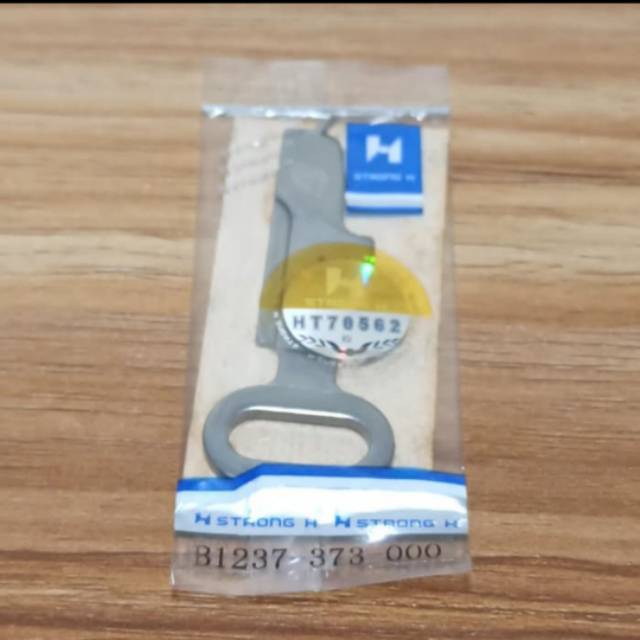 STRONG H
HT70562
STRONG H STRONG H
B1237-373-000